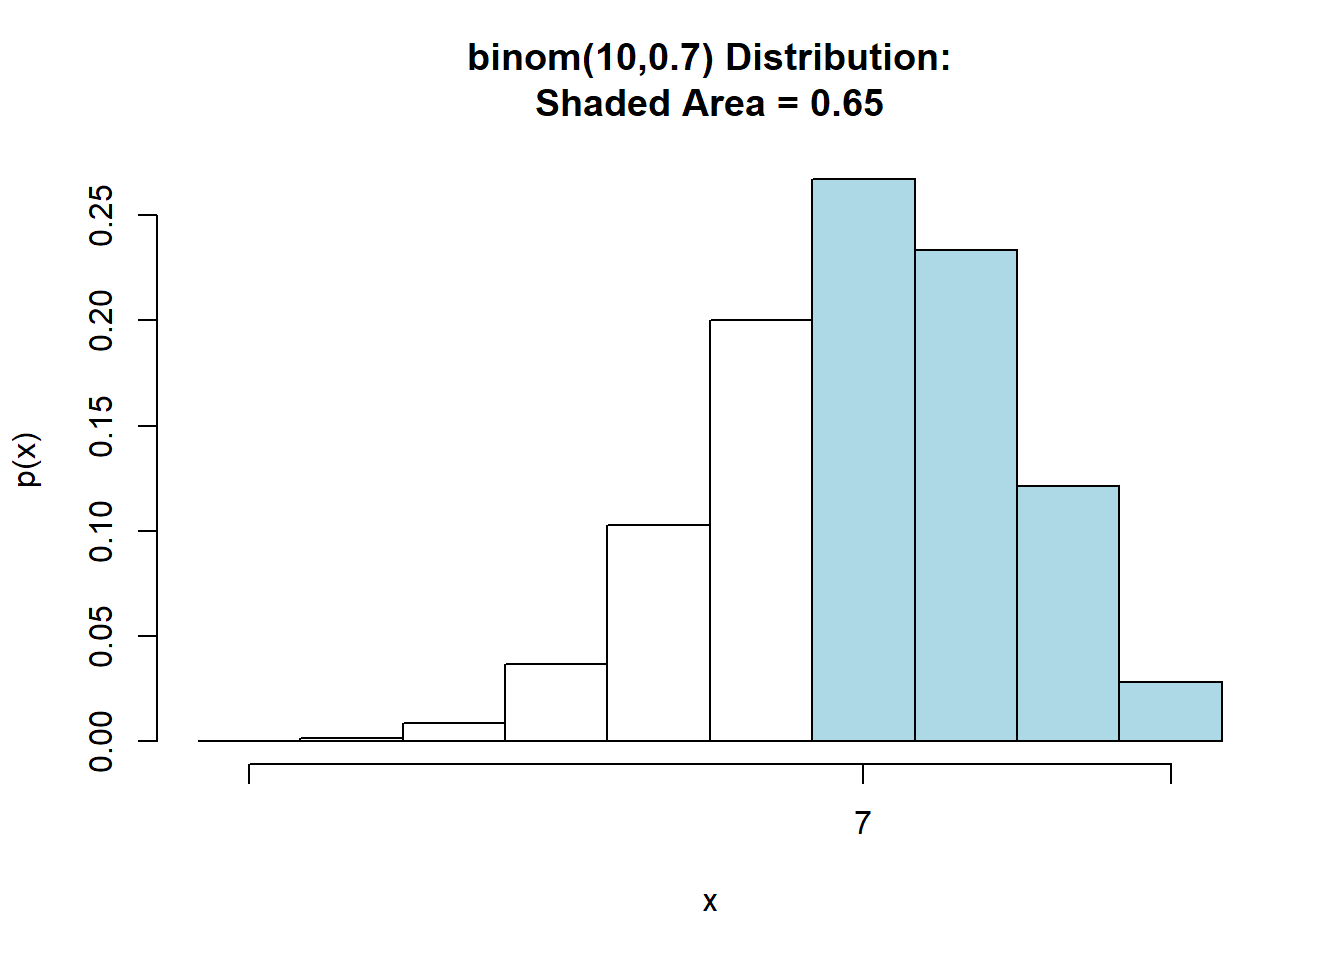 binom(10,0.7) Distribution:
Shaded Area = 0.65
p(x)
0.25
0.20
0.15
0.10
0.05
0.00
7
x